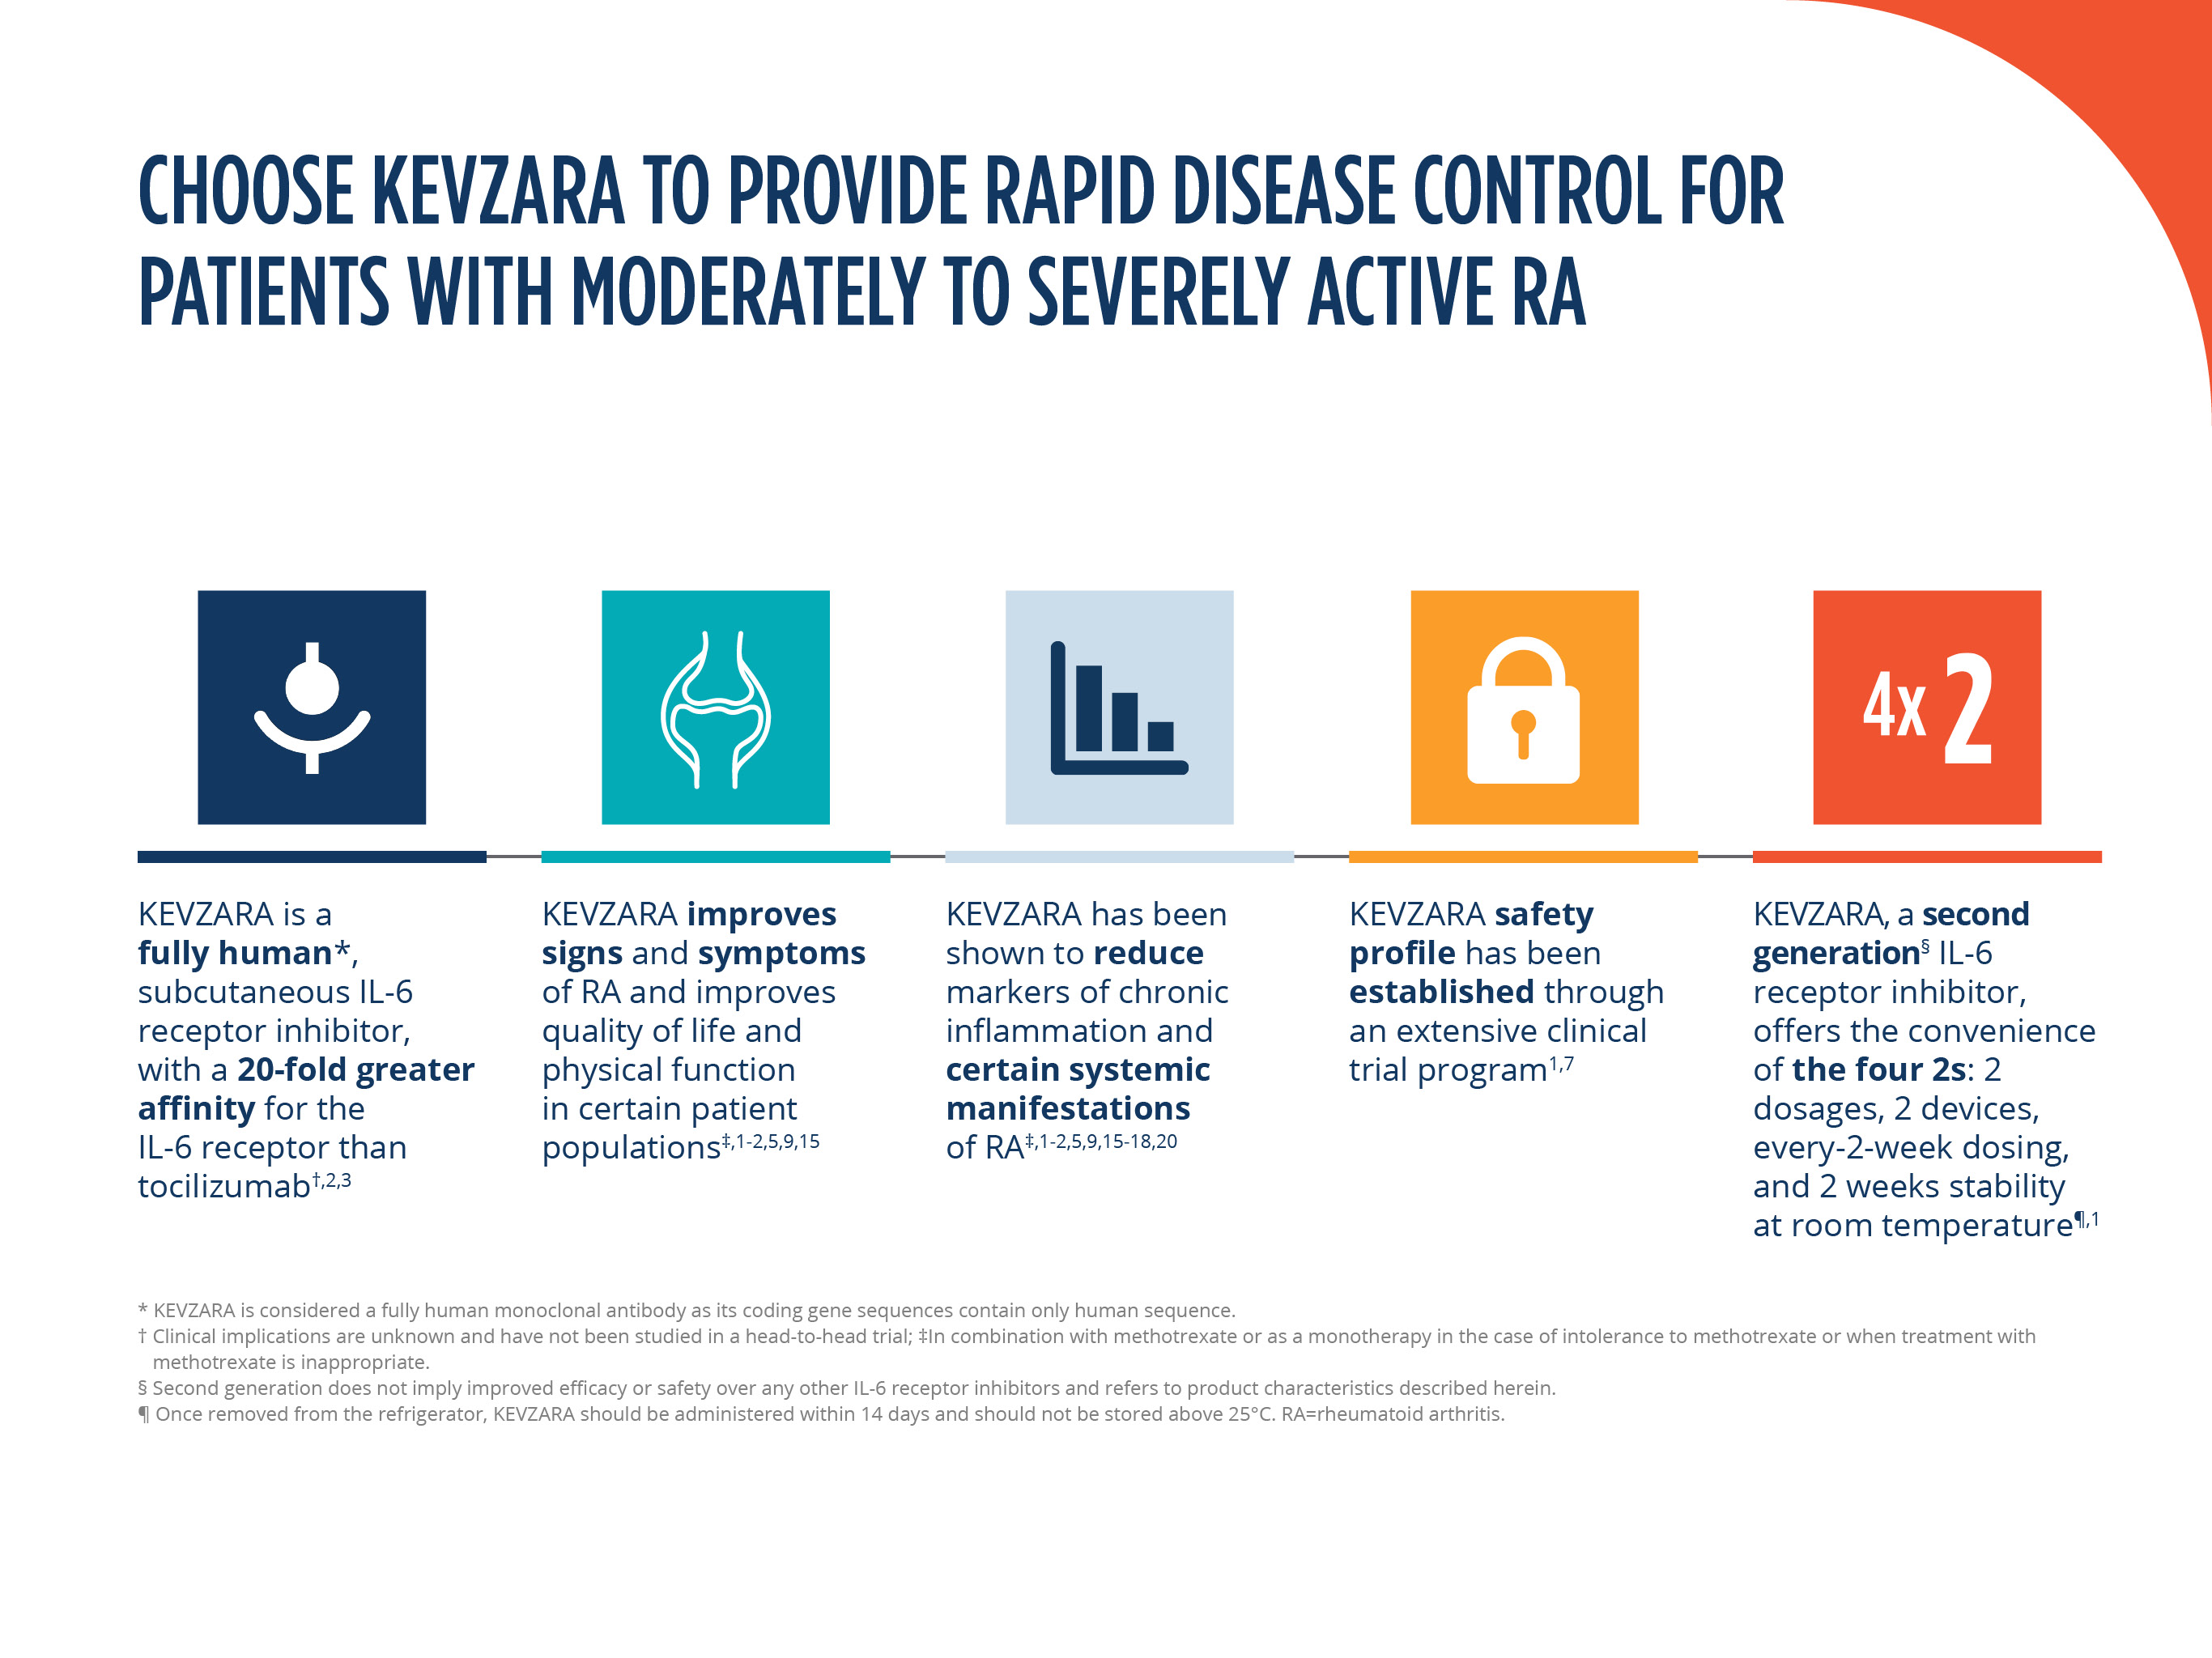 CHOOSE KEVZARA TO PROVIDE RAPID DISEASE CONTROL FOR
PATIENTS WITH MODERATELY TO SEVERELY ACTIVE RA
KEVZARA is a
fully human*,
subcutaneous IL-6
receptor inhibitor,
with a 20-fold greater
affinity for the
IL-6 receptor than
tocilizumab†,2,3
KEVZARA improves
signs and symptoms
of RA and improves
quality of life and
physical function
in certain patient
populations‡,1-2,5,9,15
KEVZARA has been
shown to reduce
markers of chronic
inflammation and
certain systemic
manifestations
of RA‡,1-2,5,9,15-18,20
KEVZARA safety
profile has been
established through
an extensive clinical
trial program1,7
4x 2
KEVZARA, a second
generation§ IL-6
receptor inhibitor,
offers the convenience
of the four 2s: 2
dosages, 2 devices,
every-2-week dosing,
and 2 weeks stability
at room temperature¶,1
* KEVZARA is considered a fully human monoclonal antibody as its coding gene sequences contain only human sequence.
† Clinical implications are unknown and have not been studied in a head-to-head trial; ‡In combination with methotrexate or as a monotherapy in the case of intolerance to methotrexate or when treatment with
methotrexate is inappropriate.
§ Second generation does not imply improved efficacy or safety over any other IL-6 receptor inhibitors and refers to product characteristics described herein.
¶ Once removed from the refrigerator, KEVZARA should be administered within 14 days and should not be stored above 25°C. RA=rheumatoid arthritis.